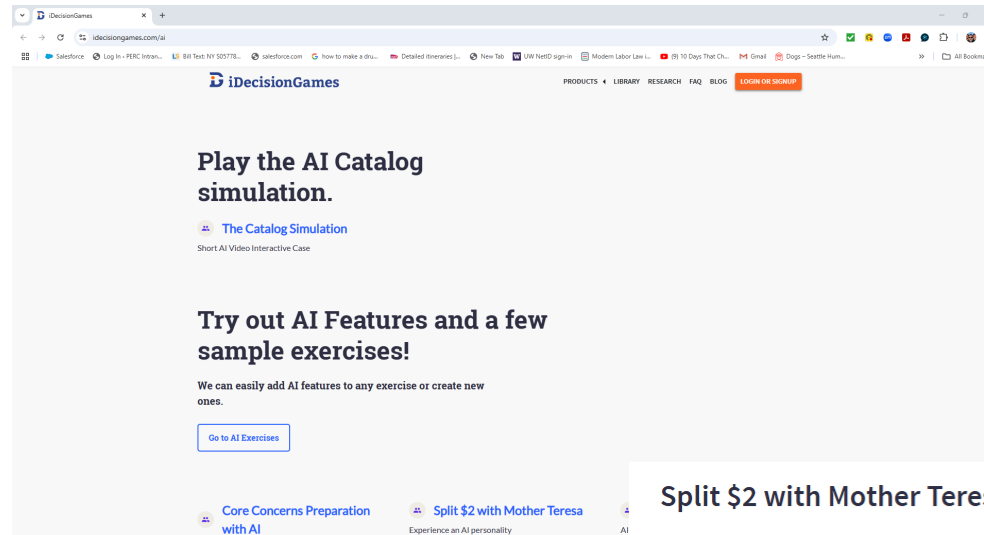 iDecisionGames
idecisiongames.com/ai
Salesforce
Log In ‹ PERC Intran...
Bill Text: NY S05778...
salesforce.com
how to make a dru...
Detailed itineraries |...
New Tab
UW NetID sign-in
Modern Labor Law i...
(9) 10 Days That Ch...
Gmail
Dogs – Seattle Hum...
All Bookma
iDecisionGames
PRODUCTS
LIBRARY
RESEARCH
FAQ
BLOG
LOGIN OR SIGNUP
Play the AI Catalog
simulation.
The Catalog Simulation
Short AI Video Interactive Case
Try out AI Features and a few
sample exercises!
We can easily add AI features to any exercise or create new
ones.
Go to AI Exercises
Core Concerns Preparation
with AI
Split $2 with Mother Teresa
Experience an AI personality
AI
Split $2 with Mother Teres